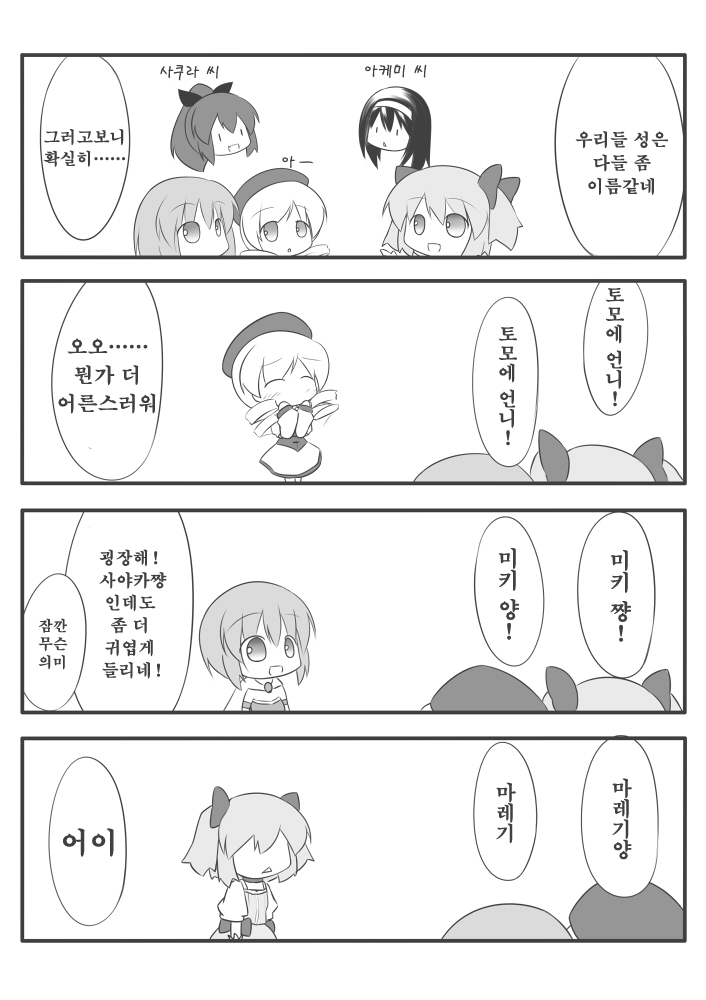 우리들 성은
다들 좀
이름같네
아케미 씨
사쿠라 씨
아ー
그러고보니
확실히……
토모에 언니!
토모에 언니!
오오……
뭔가 더
어른스러워
미키 쨩!
미키 양!
굉장해!
사야카쨩
인데도
좀 더
귀엽게
들리네!
잠깐
무슨
의미
마레기양
마레기
어이